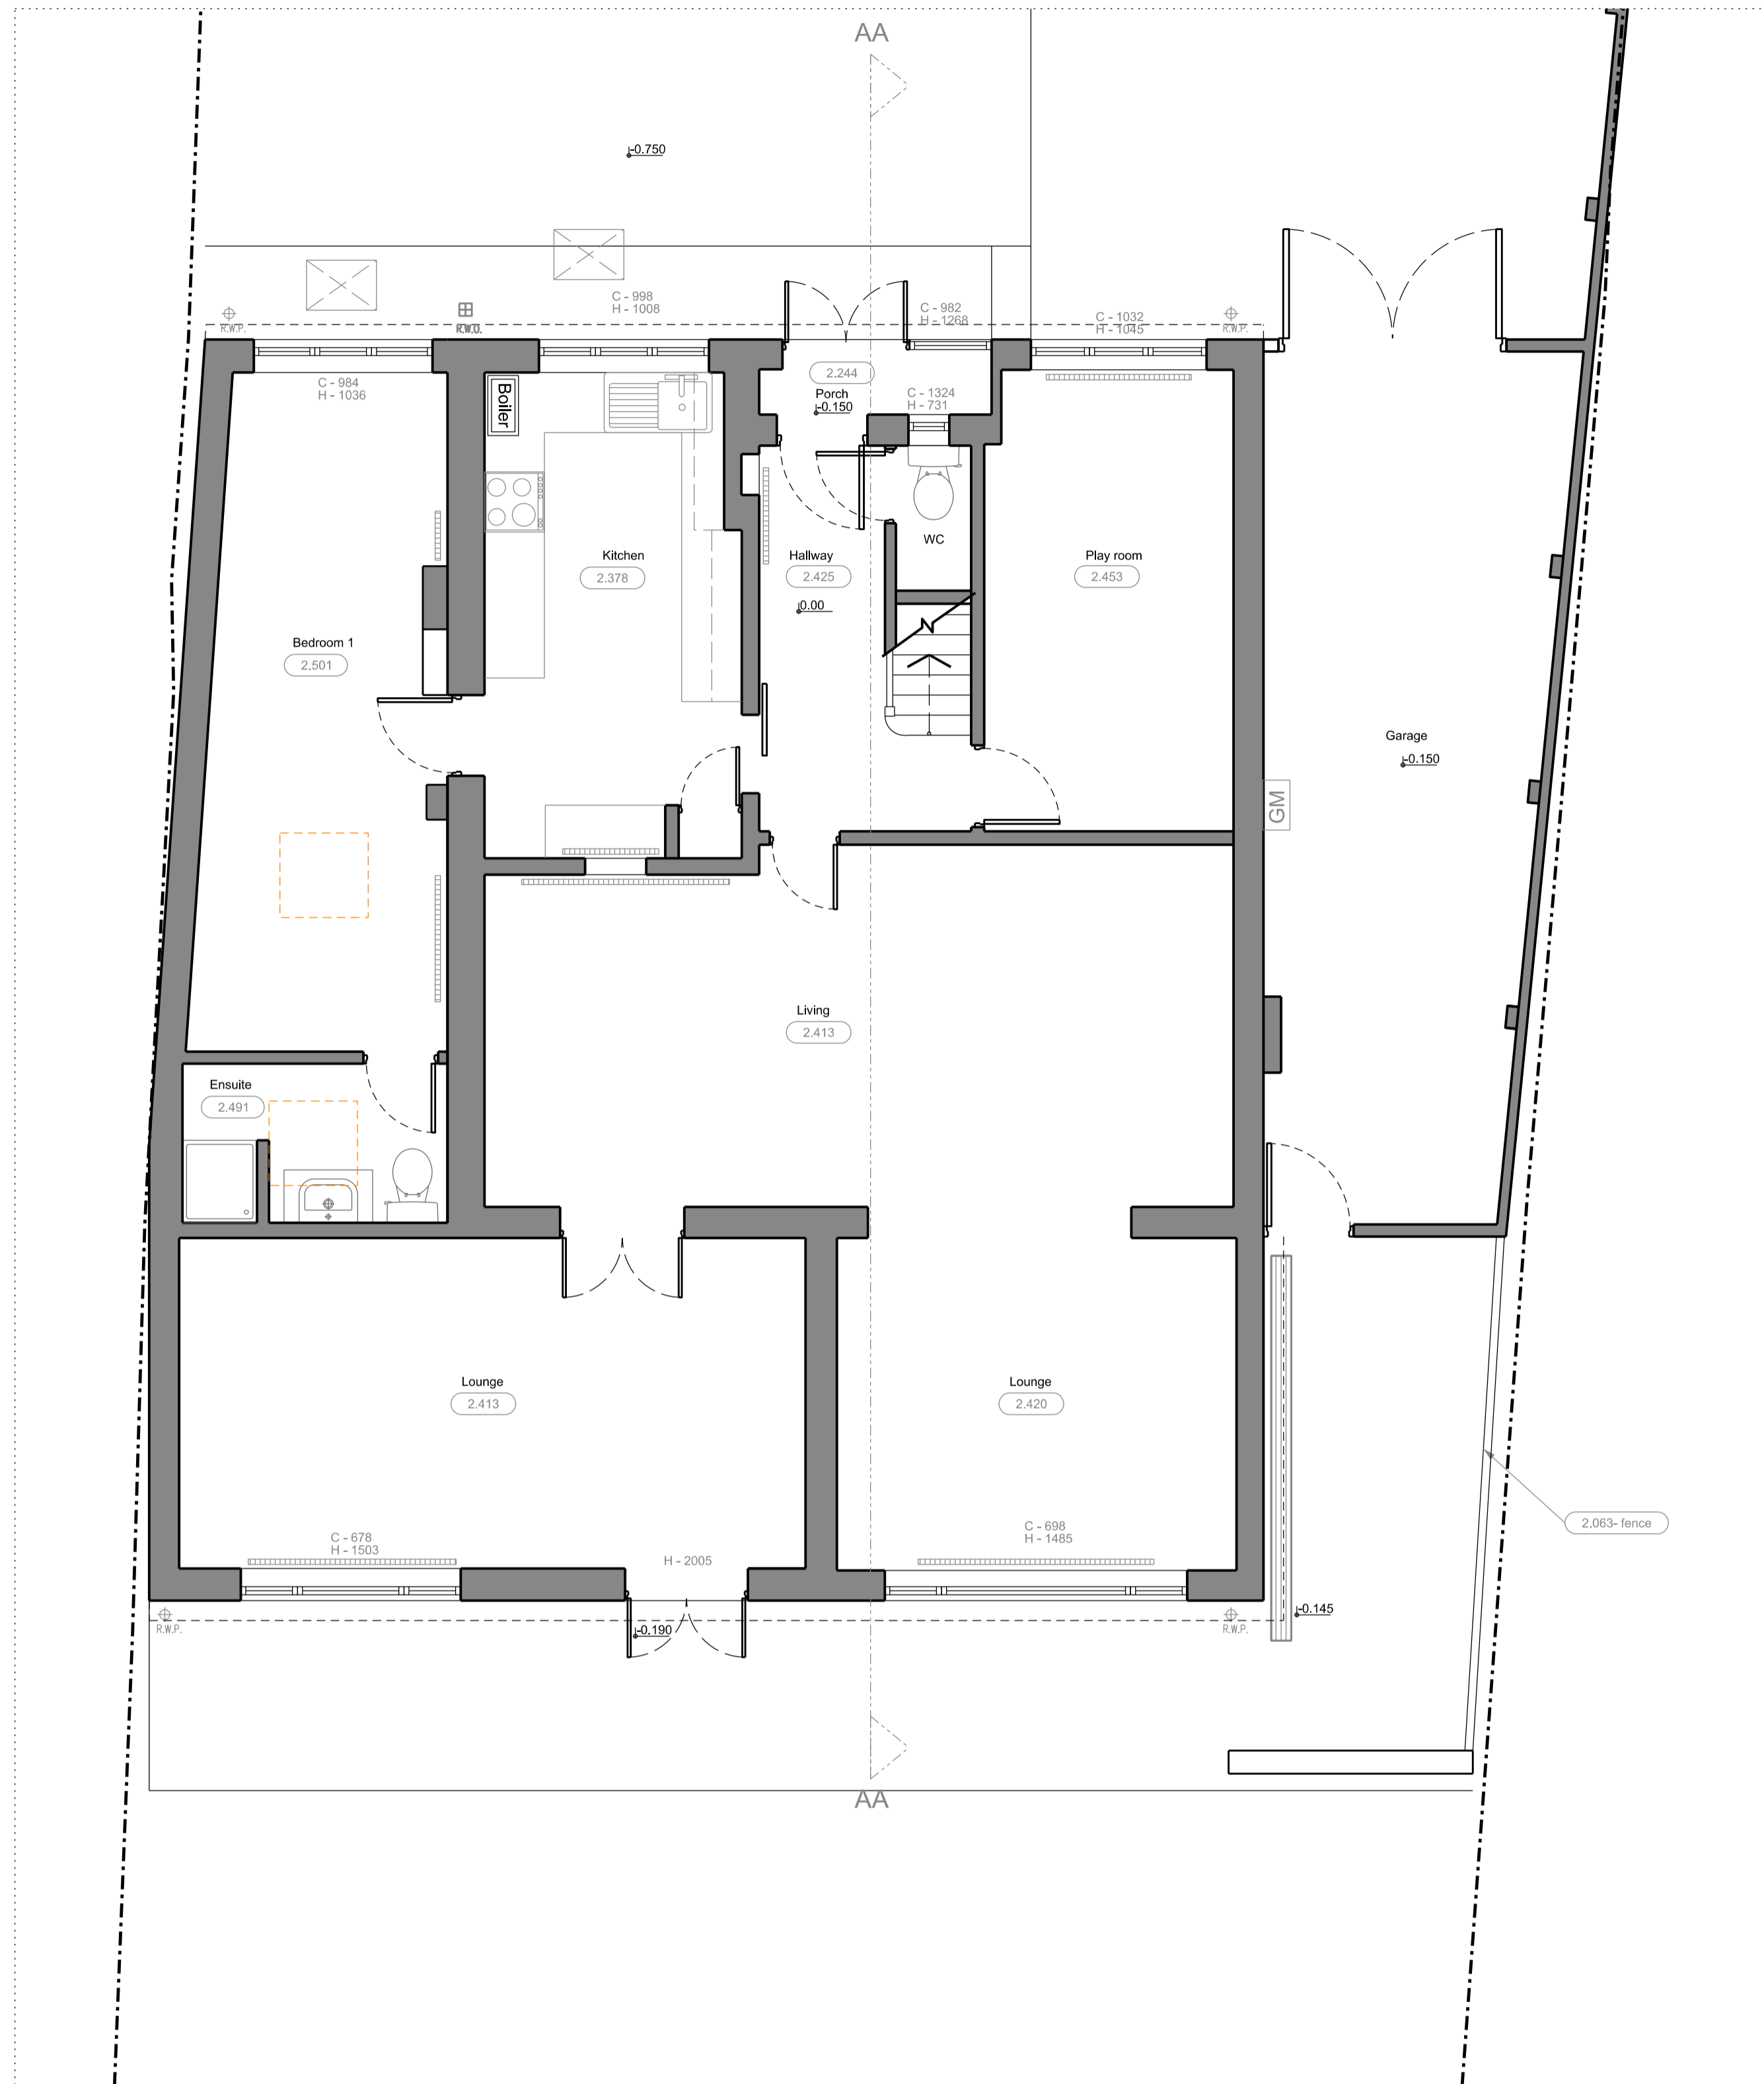 AA
-0.750
C - 998
H - 1008
C - 982
H - 1268
C - 1032
H - 1045
R.W.P.
R.W.P.
2.244
Porch
-0.150
C - 984
H - 1036
Boiler
C - 1324
H - 731
WC
Kitchen
2.378
Hallway
2.425
0.00
Play room
2.453
Bedroom 1
2.501
Garage
-0.150
GM
Living
2.413
Ensuite
2.491
Lounge
2.413
Lounge
2.420
2.063- fence
C - 678
H - 1503
H - 2005
C - 698
H - 1485
R.W.P.
-0.190
R.W.P.
-0.145
AA